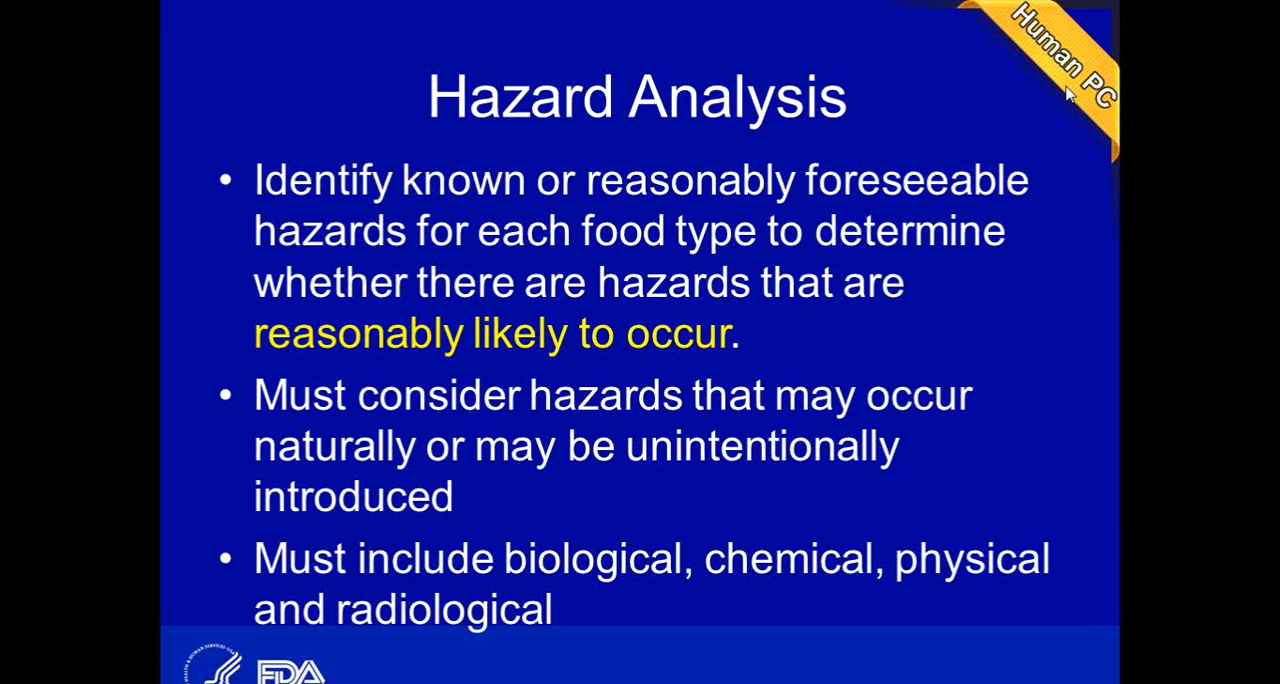 Human PC
Hazard Analysis
• Identify known or reasonably foreseeable
hazards for each food type to determine
whether there are hazards that are
reasonably likely to occur.
• Must consider hazards that may occur
naturally or may be unintentionally
introduced
• Must include biological, chemical, physical
and radiological
FDA